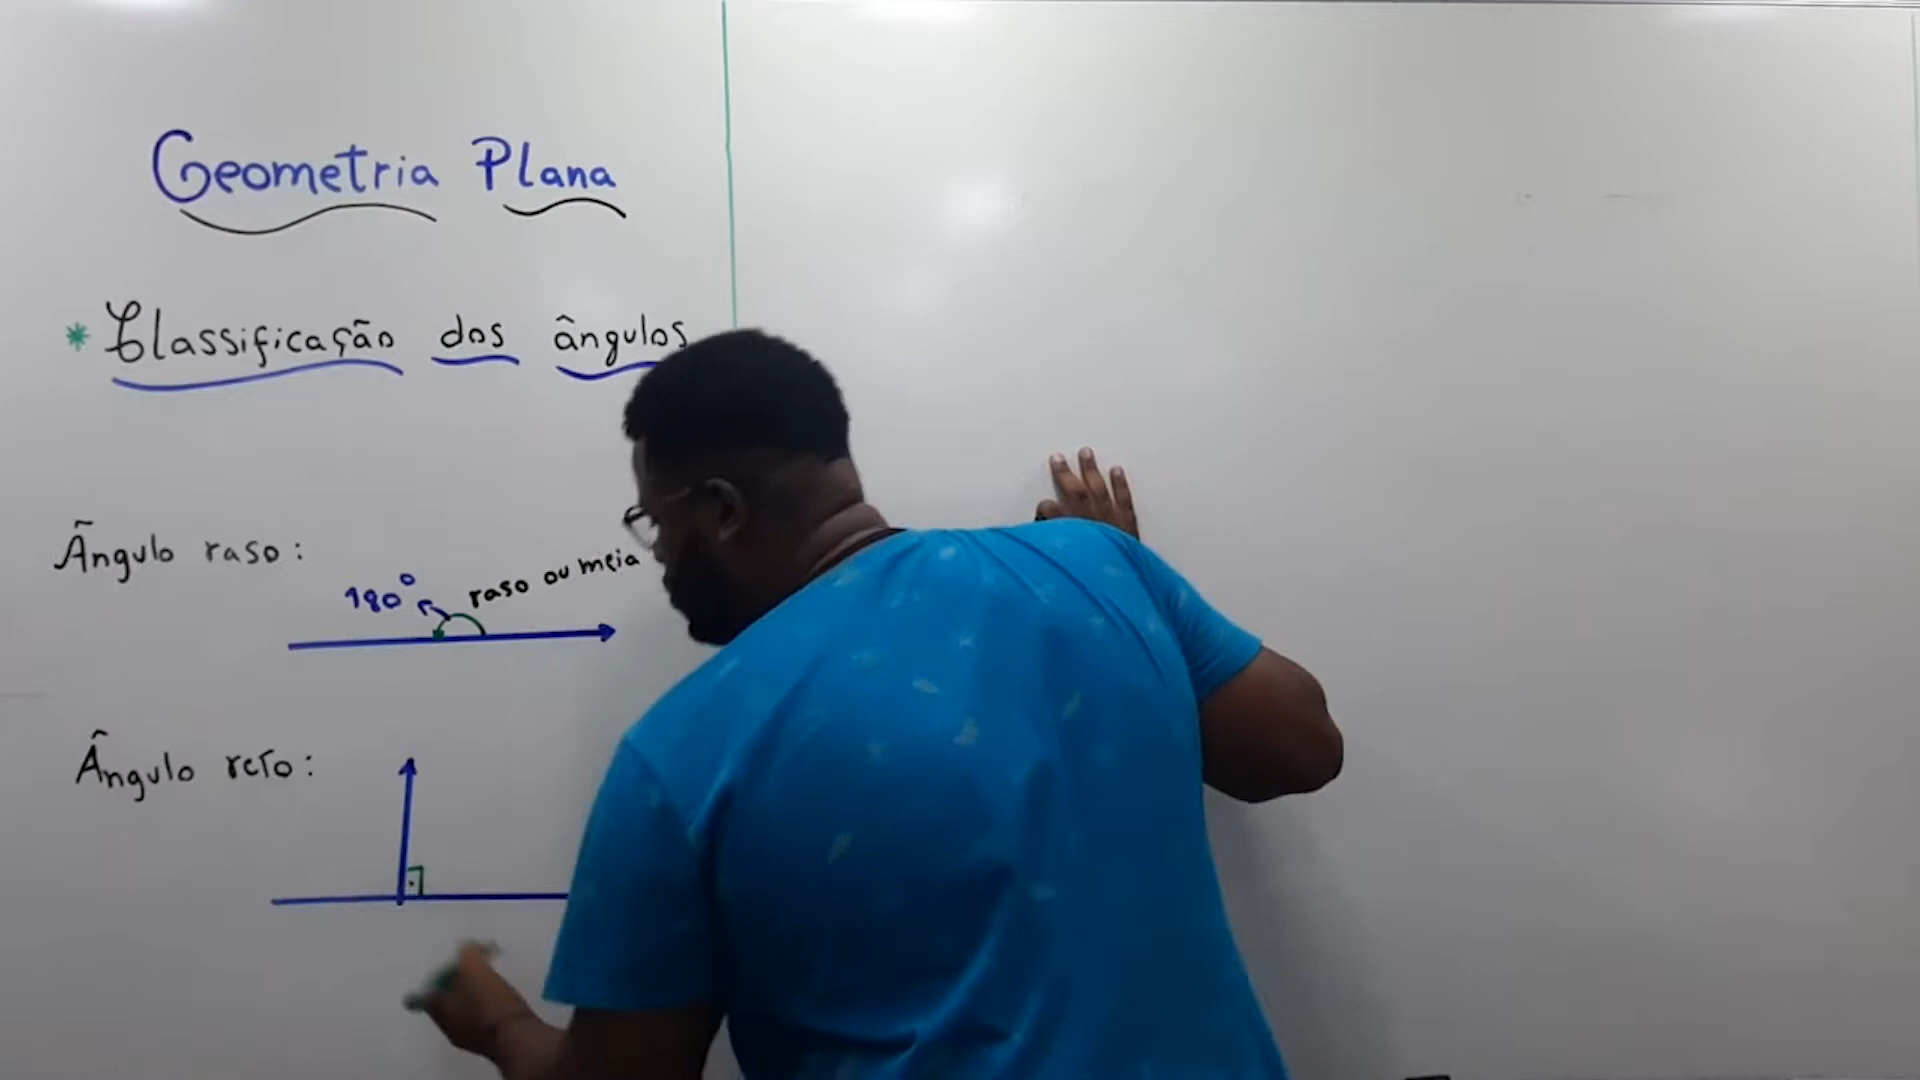 Geometria Plana
* Classificação dos ângulos
Ângulo raso:
180° raso ou meia
Ângulo reto: